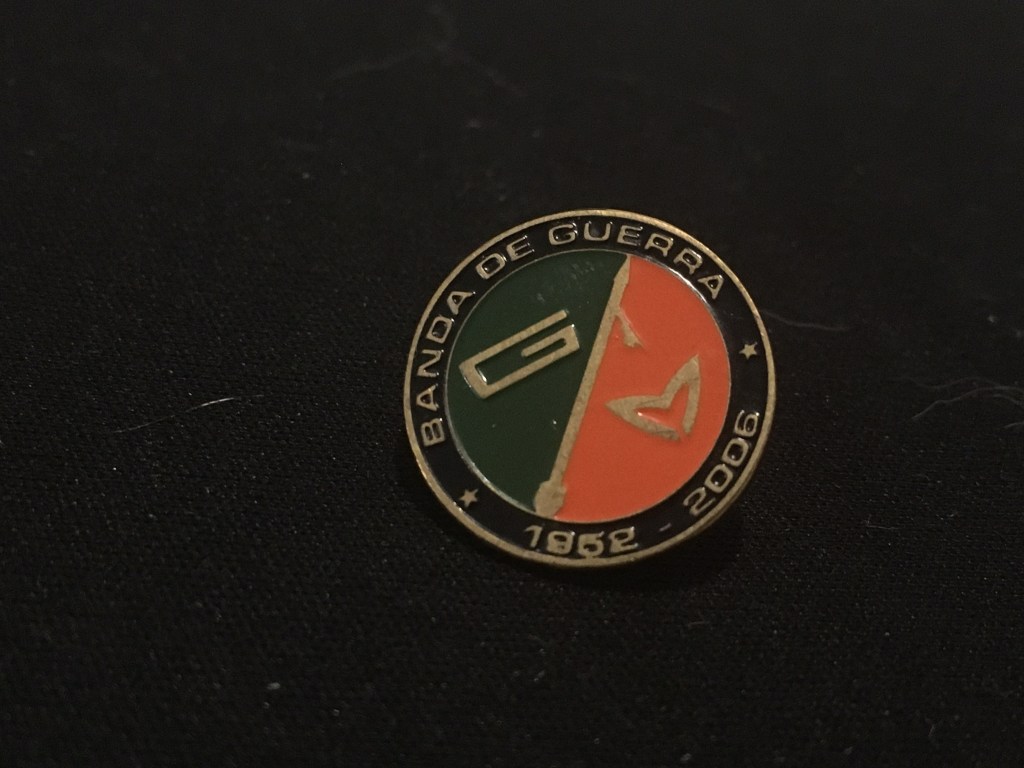 BANDA DE GUERRA
G M
1952 - 2006